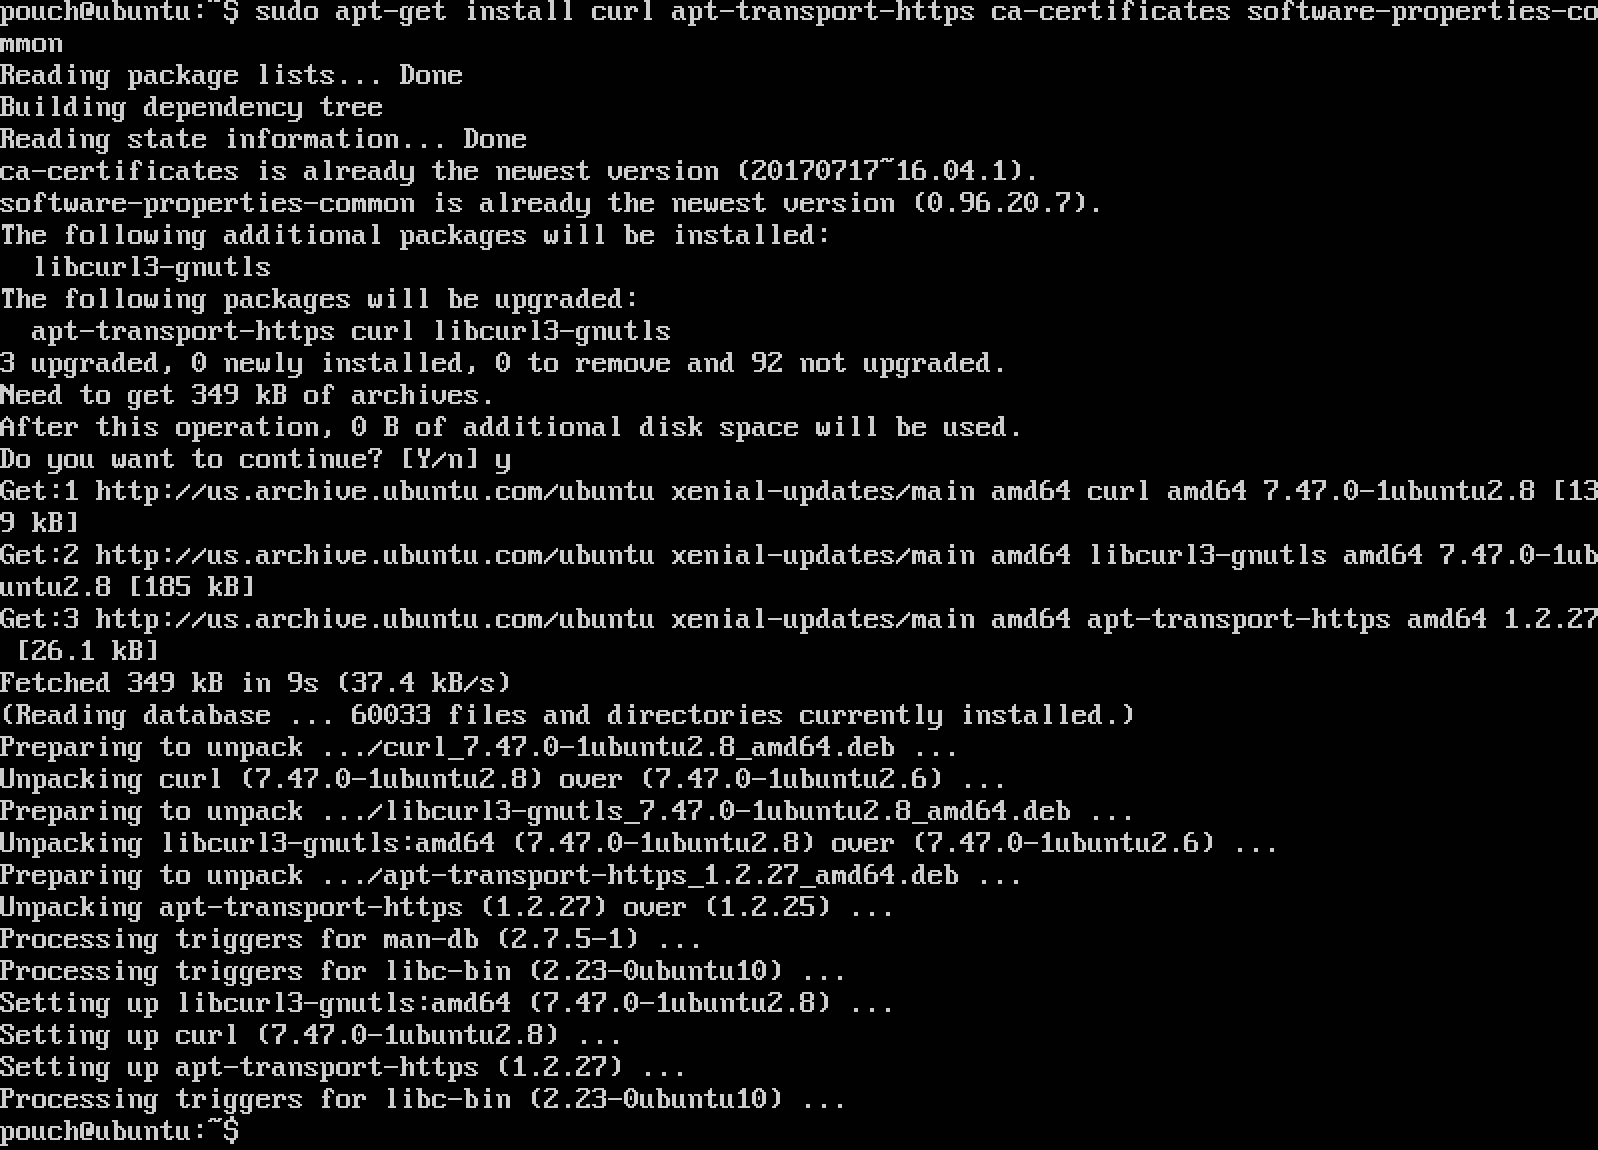 pouch@ubuntu:~$ sudo apt-get install curl apt-transport-https ca-certificates software-properties-co
mmon
Reading package lists... Done
Building dependency tree
Reading state information... Done
ca-certificates is already the newest version (20170717~16.04.1).
software-properties-common is already the newest version (0.96.20.7).
The following additional packages will be installed:
  libcurl3-gnutls
The following packages will be upgraded:
  apt-transport-https curl libcurl3-gnutls
3 upgraded, 0 newly installed, 0 to remove and 92 not upgraded.
Need to get 349 kB of archives.
After this operation, 0 B of additional disk space will be used.
Do you want to continue? [Y/n] y
Get:1 http://us.archive.ubuntu.com/ubuntu xenial-updates/main amd64 curl amd64 7.47.0-1ubuntu2.8 [13
9 kB]
Get:2 http://us.archive.ubuntu.com/ubuntu xenial-updates/main amd64 libcurl3-gnutls amd64 7.47.0-1ub
untu2.8 [185 kB]
Get:3 http://us.archive.ubuntu.com/ubuntu xenial-updates/main amd64 apt-transport-https amd64 1.2.27
 [26.1 kB]
Fetched 349 kB in 9s (37.4 kB/s)
(Reading database ... 60033 files and directories currently installed.)
Preparing to unpack .../curl_7.47.0-1ubuntu2.8_amd64.deb ...
Unpacking curl (7.47.0-1ubuntu2.8) over (7.47.0-1ubuntu2.6) ...
Preparing to unpack .../libcurl3-gnutls_7.47.0-1ubuntu2.8_amd64.deb ...
Unpacking libcurl3-gnutls:amd64 (7.47.0-1ubuntu2.8) over (7.47.0-1ubuntu2.6) ...
Preparing to unpack .../apt-transport-https_1.2.27_amd64.deb ...
Unpacking apt-transport-https (1.2.27) over (1.2.25) ...
Processing triggers for man-db (2.7.5-1) ...
Processing triggers for libc-bin (2.23-0ubuntu10) ...
Setting up libcurl3-gnutls:amd64 (7.47.0-1ubuntu2.8) ...
Setting up curl (7.47.0-1ubuntu2.8) ...
Setting up apt-transport-https (1.2.27) ...
Processing triggers for libc-bin (2.23-0ubuntu10) ...
pouch@ubuntu:~$